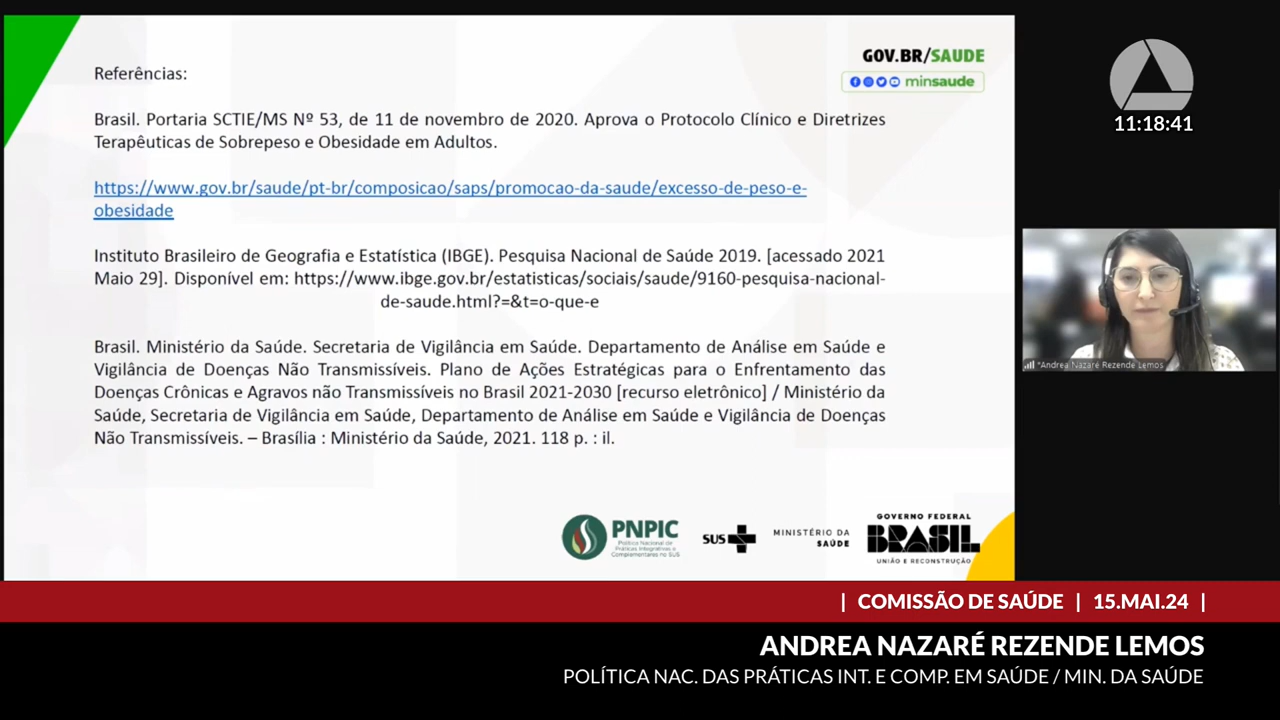 GOV.BR/SAUDE
minsaude
11:18:41
Referências:
Brasil. Portaria SCTIE/MS Nº 53, de 11 de novembro de 2020. Aprova o Protocolo Clínico e Diretrizes
Terapêuticas de Sobrepeso e Obesidade em Adultos.
https://www.gov.br/saude/pt-br/composicao/saps/promocao-da-saude/excesso-de-peso-e-
obesidade
Instituto Brasileiro de Geografia e Estatística (IBGE). Pesquisa Nacional de Saúde 2019. [acessado 2021
Maio 29]. Disponível em: https://www.ibge.gov.br/estatisticas/sociais/saude/9160-pesquisa-nacional-
de-saude.html?=&t=o-que-e
Brasil. Ministério da Saúde. Secretaria de Vigilância em Saúde. Departamento de Análise em Saúde e
Vigilância de Doenças Não Transmissíveis. Plano de Ações Estratégicas para o Enfrentamento das
Doenças Crônicas e Agravos não Transmissíveis no Brasil 2021-2030 [recurso eletrônico] / Ministério da
Saúde, Secretaria de Vigilância em Saúde, Departamento de Análise em Saúde e Vigilância de Doenças
Não Transmissíveis. – Brasília : Ministério da Saúde, 2021. 118 p. : il.
*Andrea Nazaré Rezende Lemos
PNPIC
Política Nacional de
Práticas Integrativas e
Complementares no SUS
SUS
MINISTÉRIO DA
SAÚDE
GOVERNO FEDERAL
BRASIL
UNIÃO E RECONSTRUÇÃO
| COMISSÃO DE SAÚDE | 15.MAI.24 |
ANDREA NAZARÉ REZENDE LEMOS
POLÍTICA NAC. DAS PRÁTICAS INT. E COMP. EM SAÚDE / MIN. DA SAÚDE